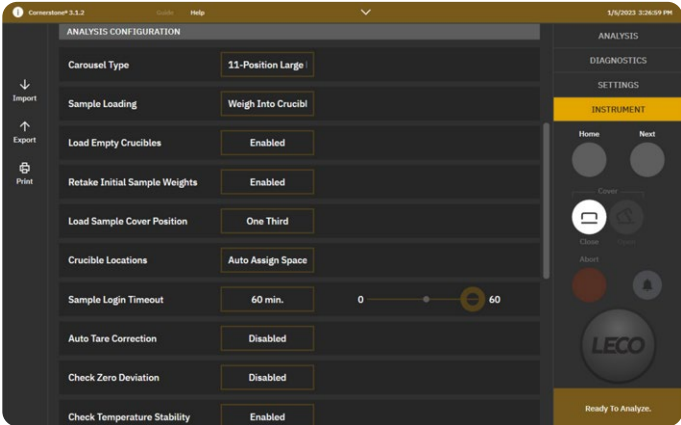 Cornerstone® 3.1.2
Guide
Help
1/6/2023 3:26:59 PM
Import
Export
Print
ANALYSIS CONFIGURATION
Carousel Type
11-Position Large
Sample Loading
Weigh Into Crucibl
Load Empty Crucibles
Enabled
Retake Initial Sample Weights
Enabled
Load Sample Cover Position
One Third
Crucible Locations
Auto Assign Space
Sample Login Timeout
60 min.
0
60
Auto Tare Correction
Disabled
Check Zero Deviation
Disabled
Check Temperature Stability
Enabled
ANALYSIS
DIAGNOSTICS
SETTINGS
INSTRUMENT
Home
Next
Cover
Close
Open
Abort
LECO
Ready To Analyze.